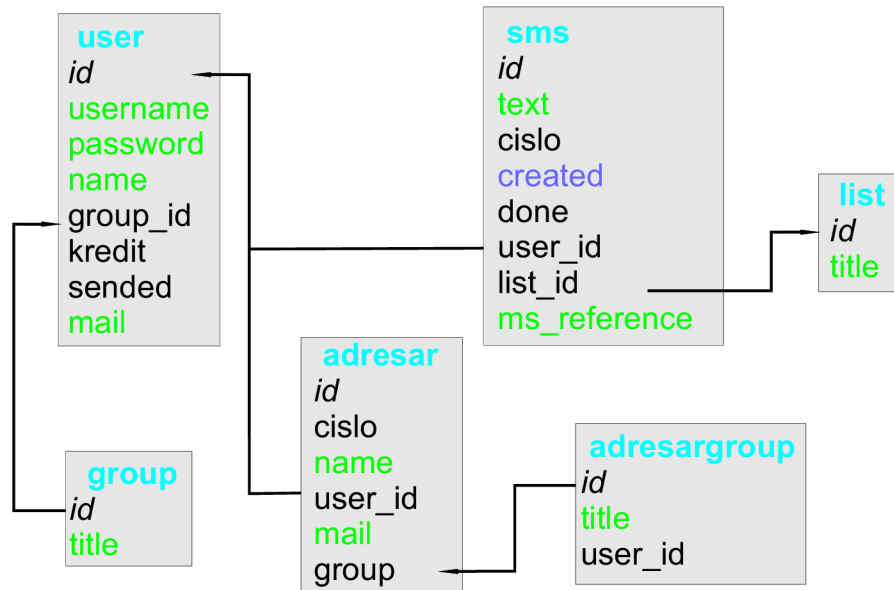 user
id
username
password
name
group_id
kredit
sended
mail
sms
id
text
cislo
created
done
user_id
list_id
ms_reference
list
id
title
group
id
title
adresar
id
cislo
name
user_id
mail
group
adresargroup
id
title
user_id